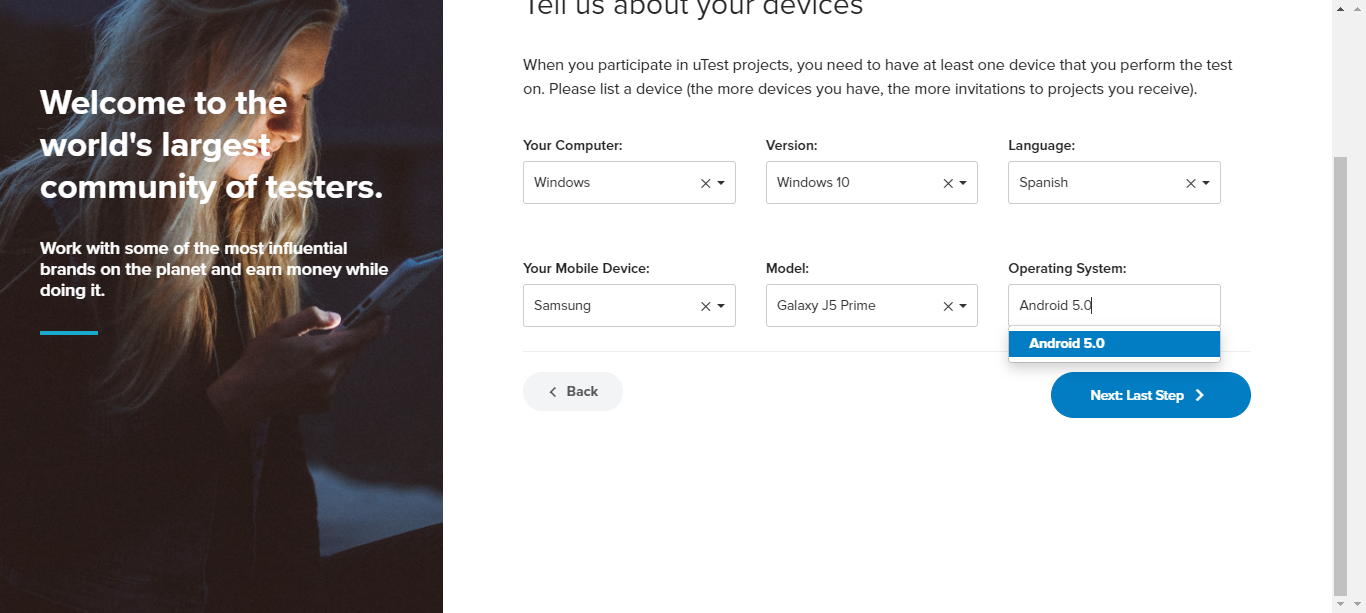 Tell us about your devices
Welcome to the
world's largest
community of testers.
Work with some of the most influential
brands on the planet and earn money while
doing it.
When you participate in uTest projects, you need to have at least one device that you perform the test
on. Please list a device (the more devices you have, the more invitations to projects you receive).
Your Computer: Version: Language:
Windows Windows 10 Spanish
Your Mobile Device: Model: Operating System:
Samsung Galaxy J5 Prime Android 5.0
Android 5.0
Back Next: Last Step